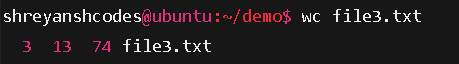 shreyanshcodes@ubuntu:~/demo$ wc file3.txt
3 13 74 file3.txt